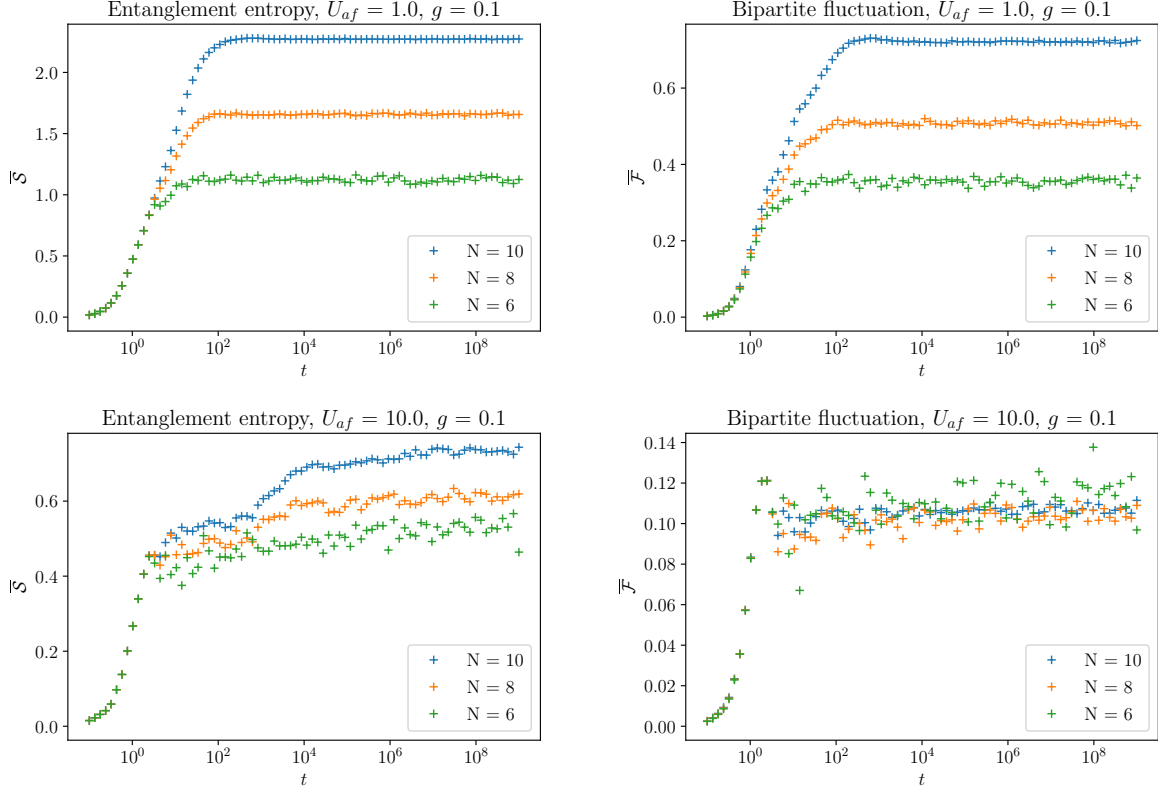 Entanglement entropy, U_af = 1.0, g = 0.1
2.0
1.5
1.0
0.5
0.0
S̅
10^0
10^2
10^4
10^6
10^8
t
N = 10
N = 8
N = 6
Bipartite fluctuation, U_af = 1.0, g = 0.1
0.6
0.4
0.2
0.0
F̅
10^0
10^2
10^4
10^6
10^8
t
N = 10
N = 8
N = 6
Entanglement entropy, U_af = 10.0, g = 0.1
0.6
0.4
0.2
0.0
S̅
10^0
10^2
10^4
10^6
10^8
t
N = 10
N = 8
N = 6
Bipartite fluctuation, U_af = 10.0, g = 0.1
0.14
0.12
0.10
0.08
0.06
0.04
0.02
0.00
F̅
10^0
10^2
10^4
10^6
10^8
t
N = 10
N = 8
N = 6